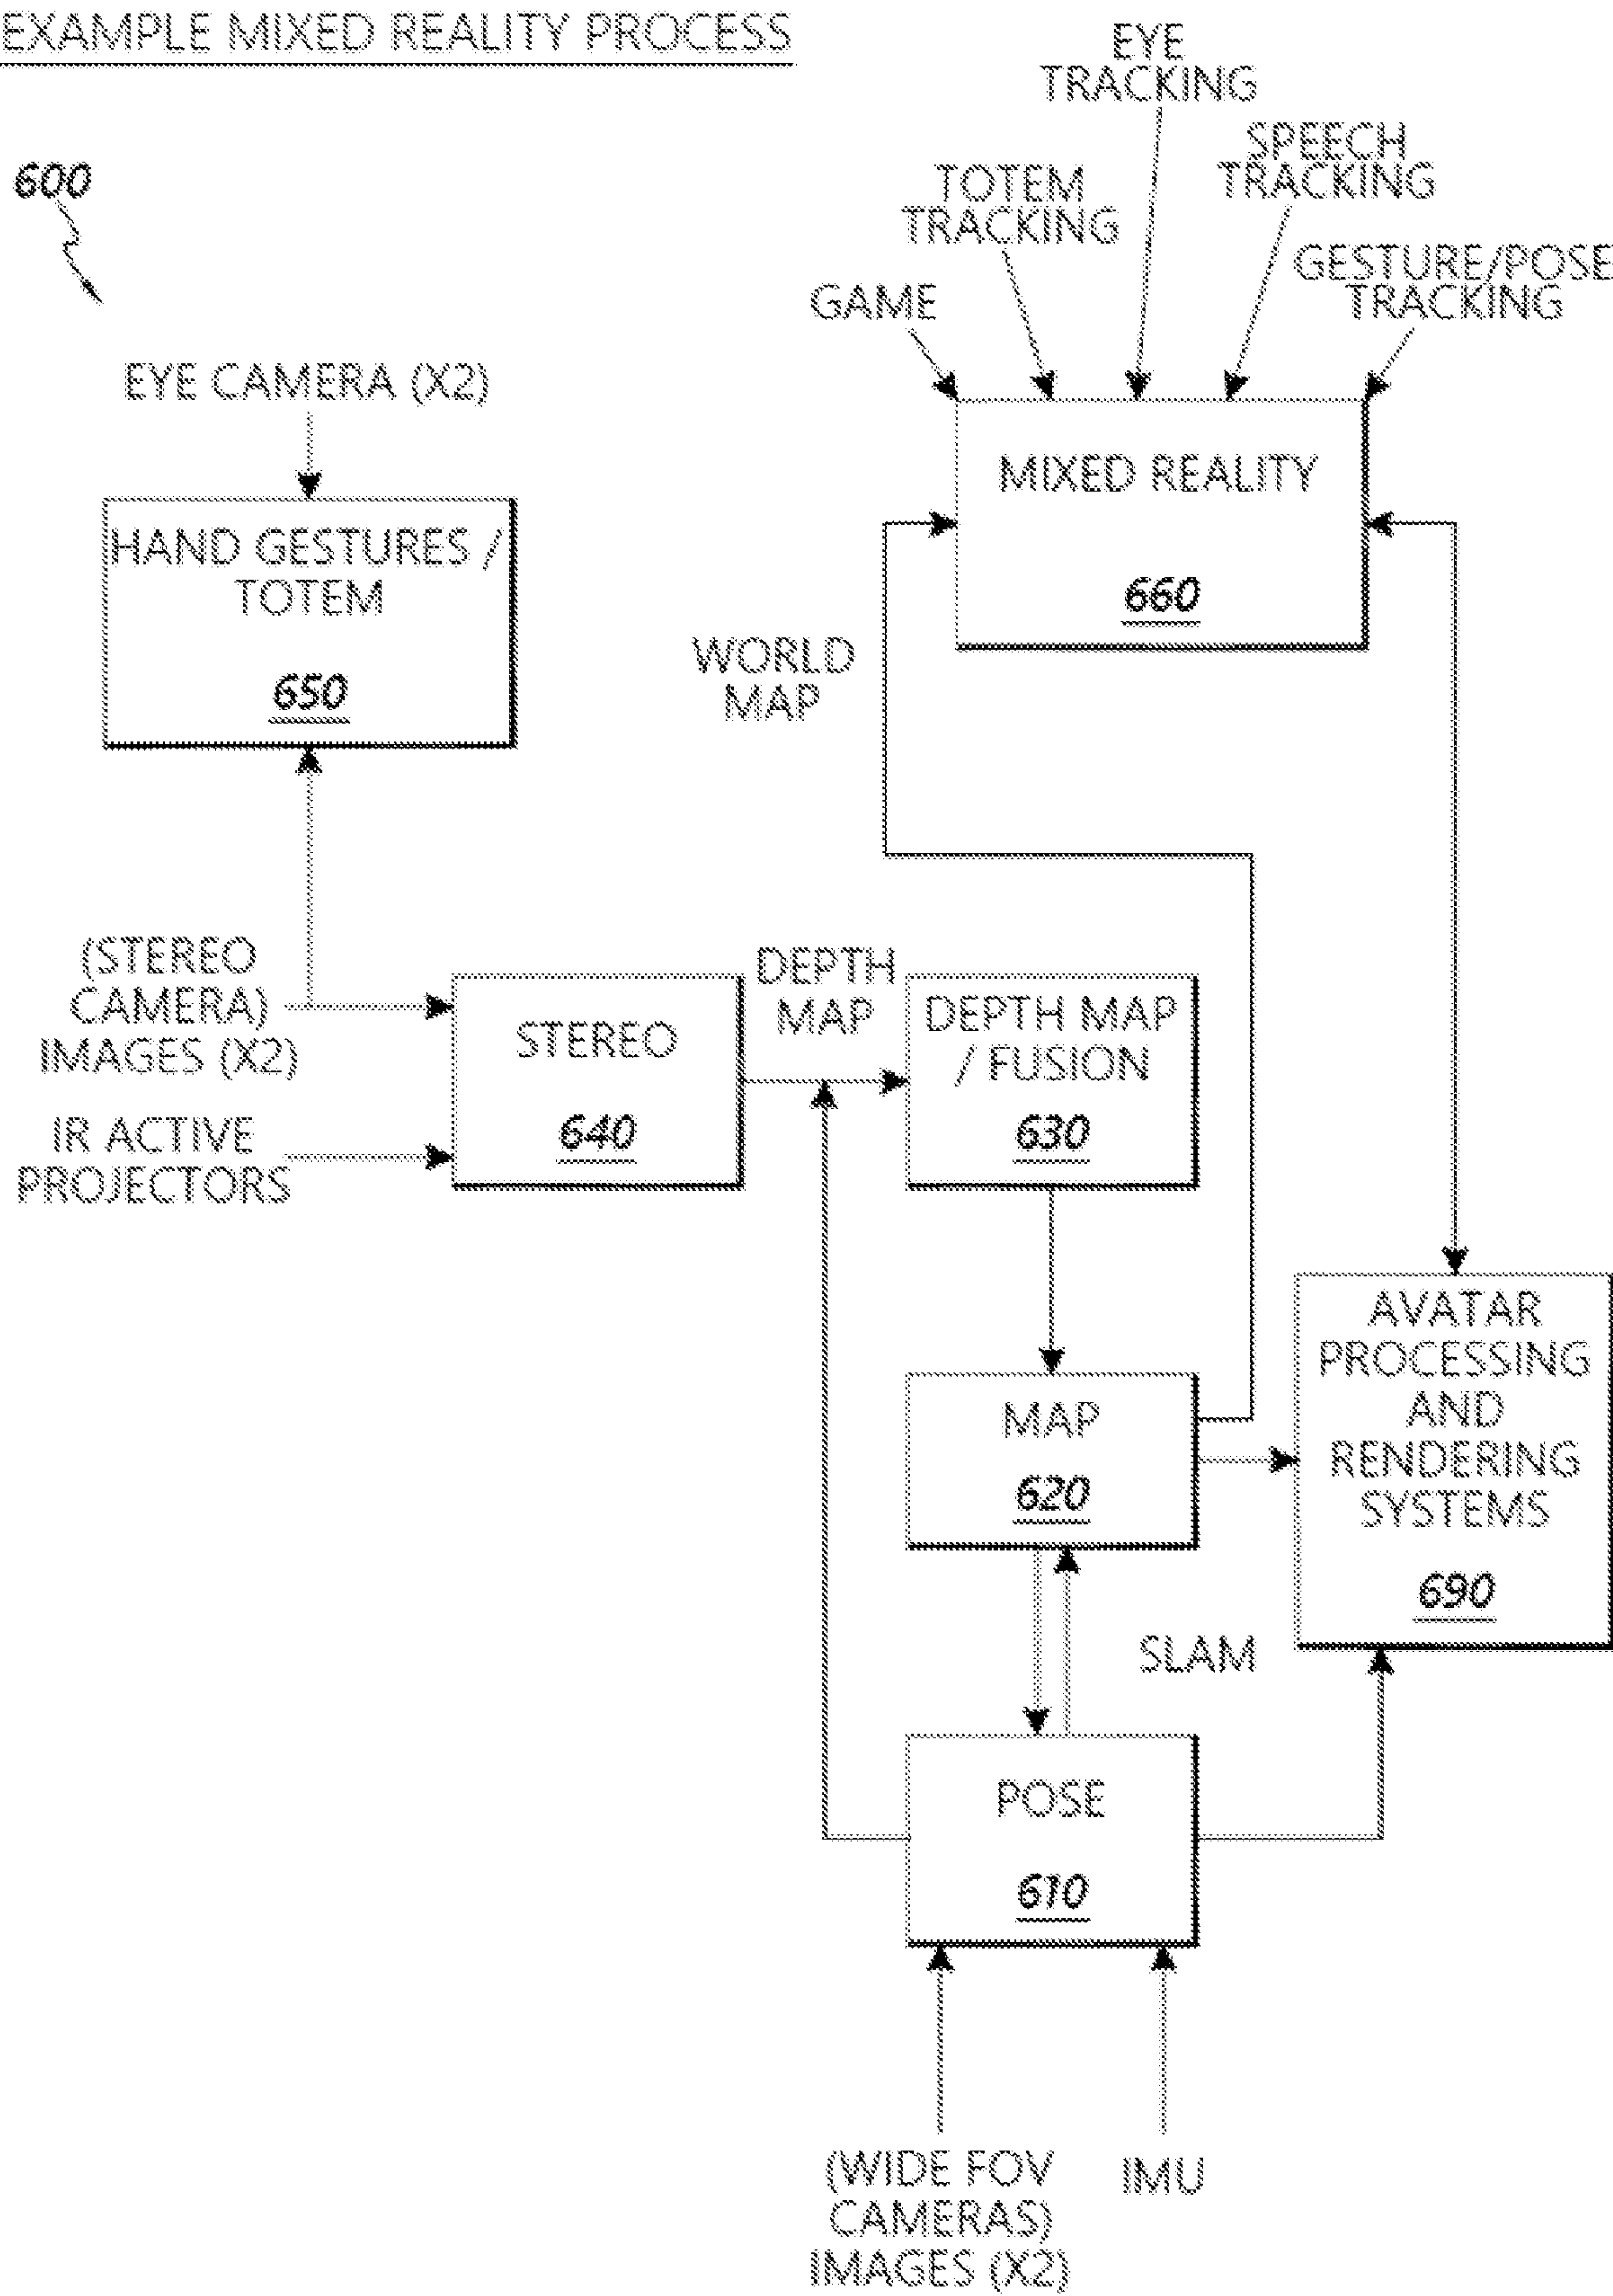 EXAMPLE MIXED REALITY PROCESS
600
EYE
TRACKING
SPEECH
TRACKING
TOTEM
TRACKING
GESTURE/POSE
TRACKING
GAME
EYE CAMERA (X2)
HAND GESTURES /
TOTEM
650
MIXED REALITY
660
WORLD
MAP
(STEREO
CAMERA)
IMAGES (X2)
IR ACTIVE
PROJECTORS
STEREO
640
DEPTH
MAP
DEPTH MAP
/ FUSION
630
MAP
620
AVATAR
PROCESSING
AND
RENDERING
SYSTEMS
690
SLAM
POSE
610
(WIDE FOV
CAMERAS)
IMAGES (X2)
IMU